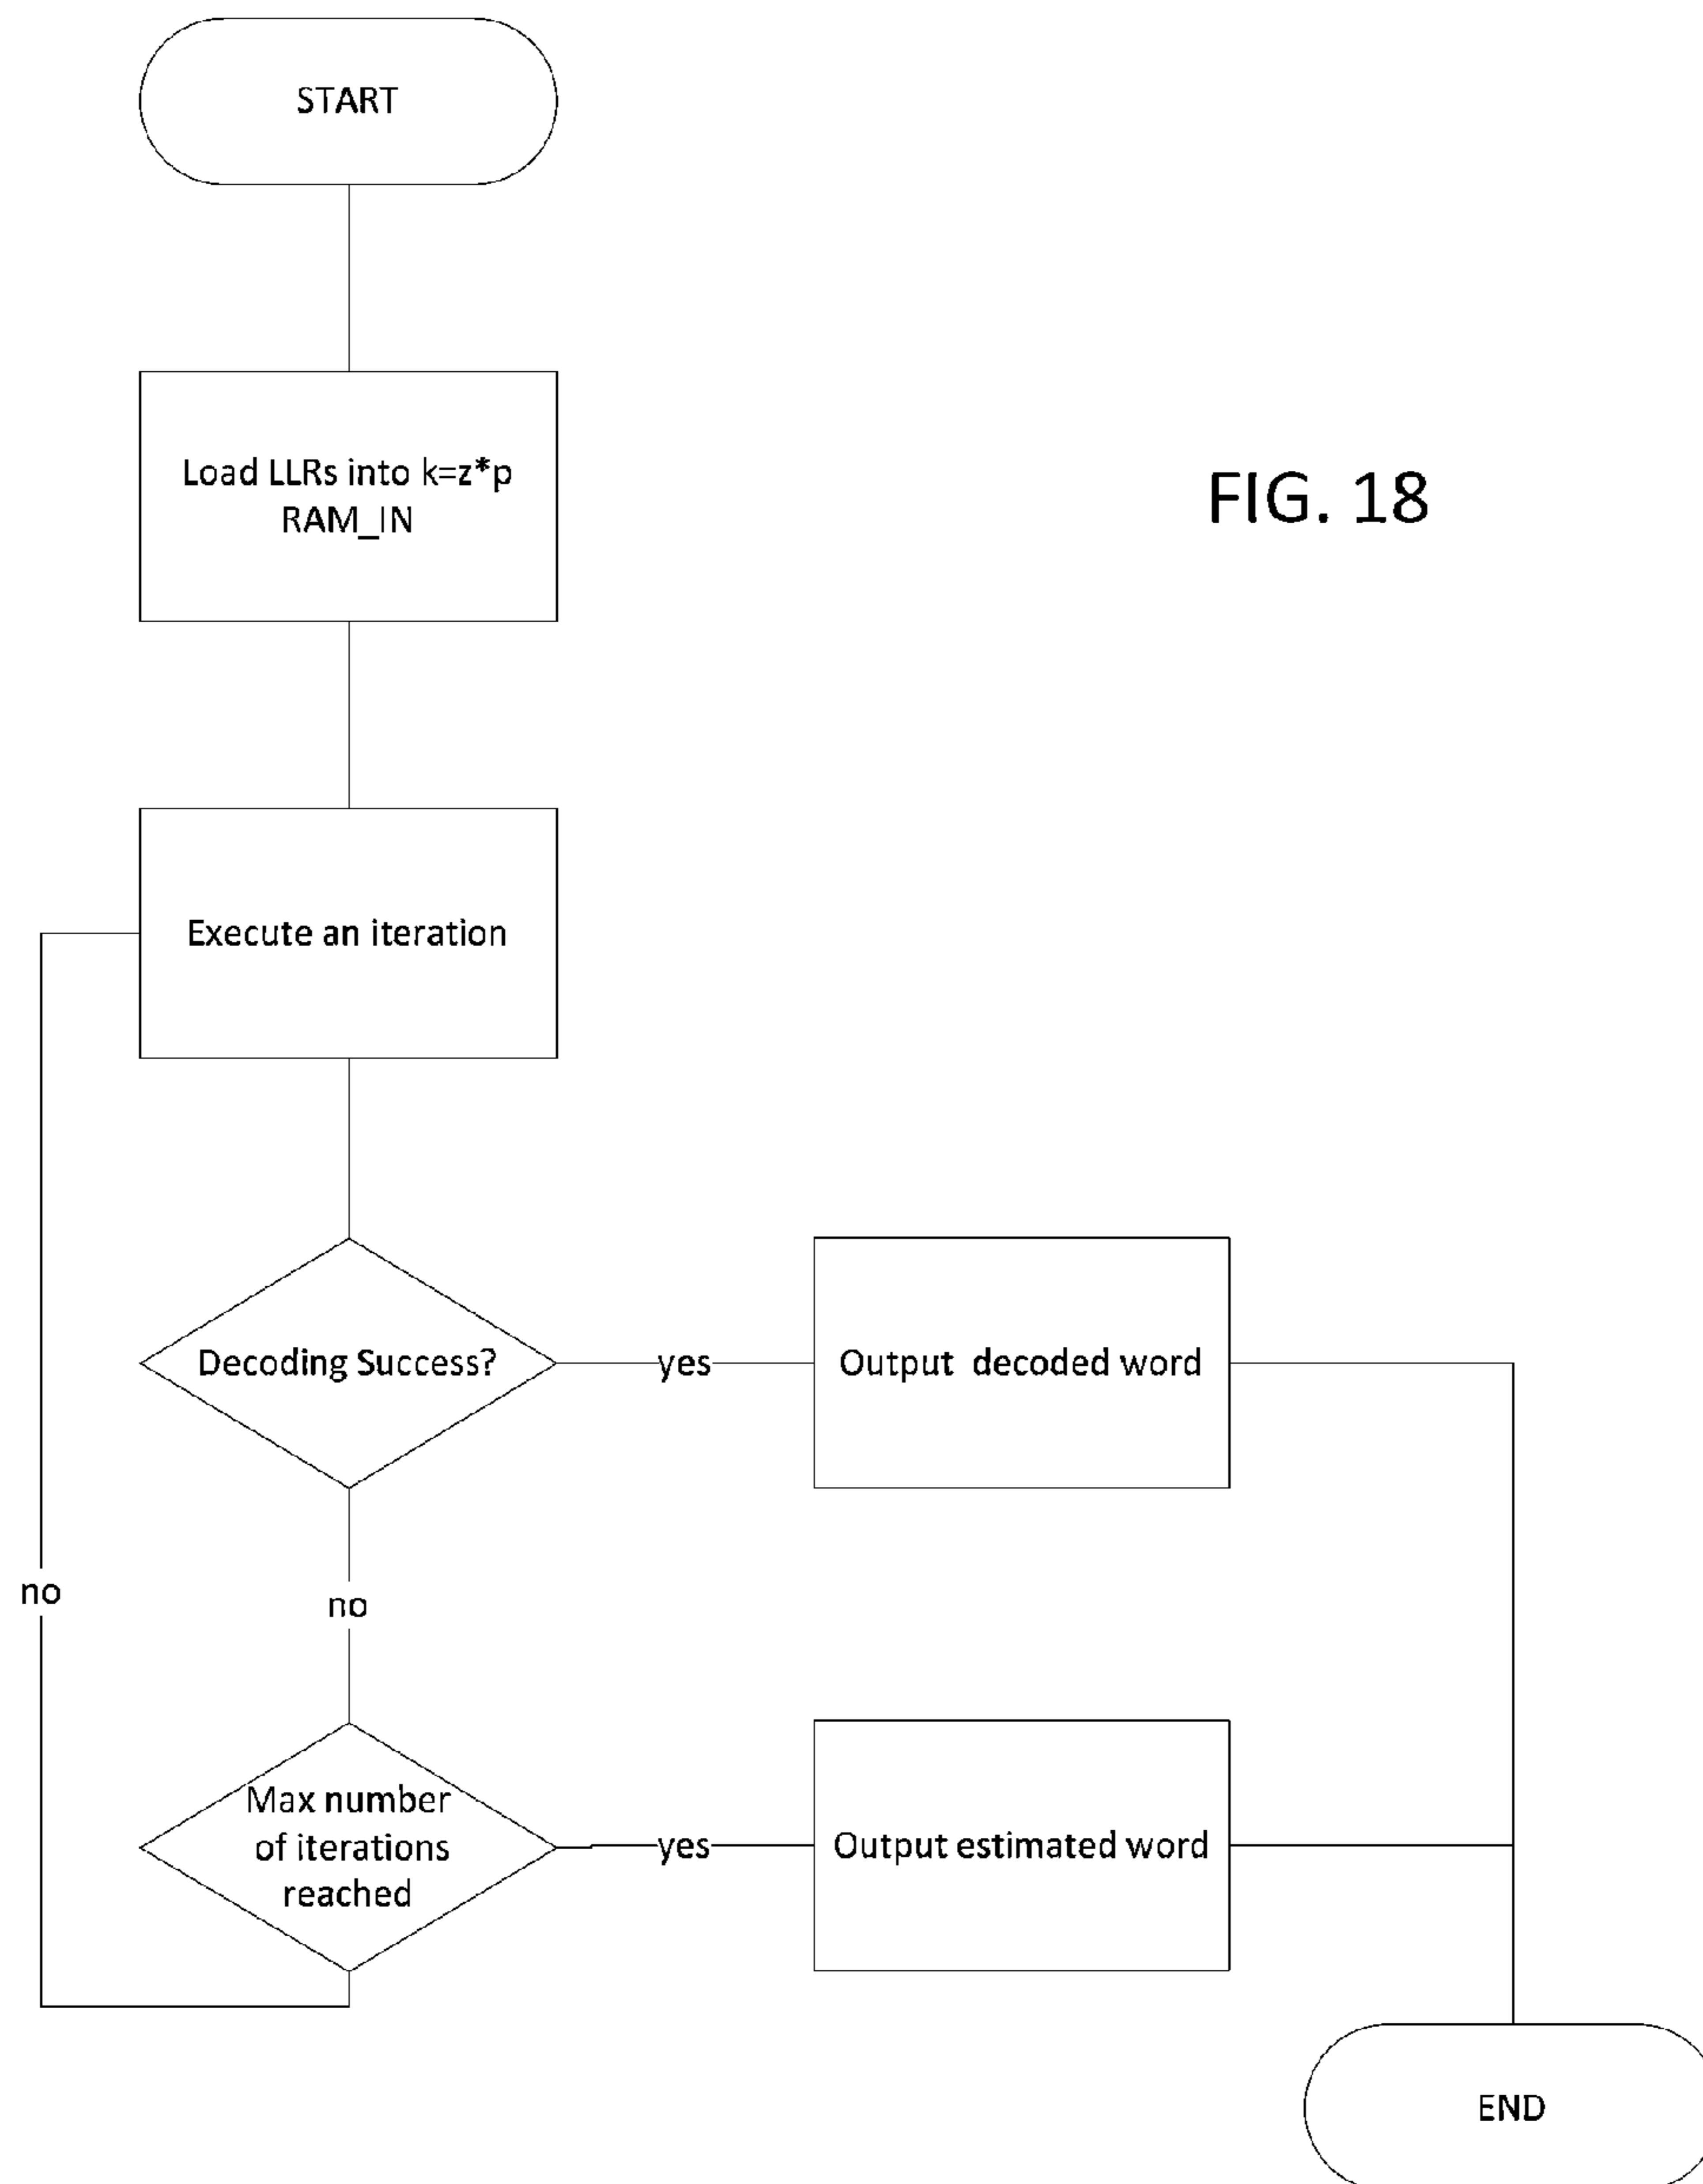 START
Load LLRs into k=z*p
RAM_IN
FIG. 18
Execute an iteration
Decoding Success?
yes
Output decoded word
no
no
Max number
of iterations
reached
yes
Output estimated word
END